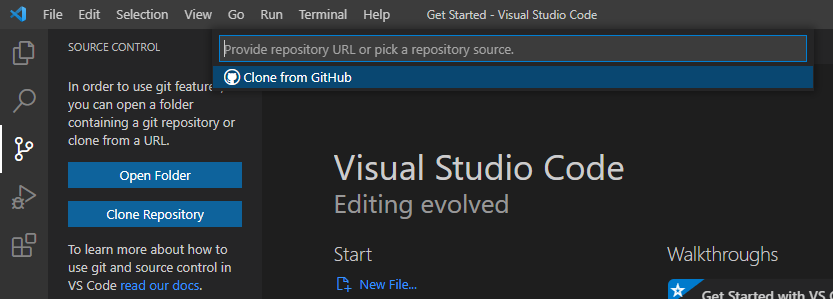 File Edit Selection View Go Run Terminal Help Get Started - Visual Studio Code
SOURCE CONTROL
Provide repository URL or pick a repository source.
Clone from GitHub
In order to use git feature
you can open a folder
containing a git repository or
clone from a URL.
Open Folder
Clone Repository
To learn more about how to
use git and source control in
VS Code read our docs.
Visual Studio Code
Editing evolved
Start
New File...
Walkthroughs
Get Started with VS